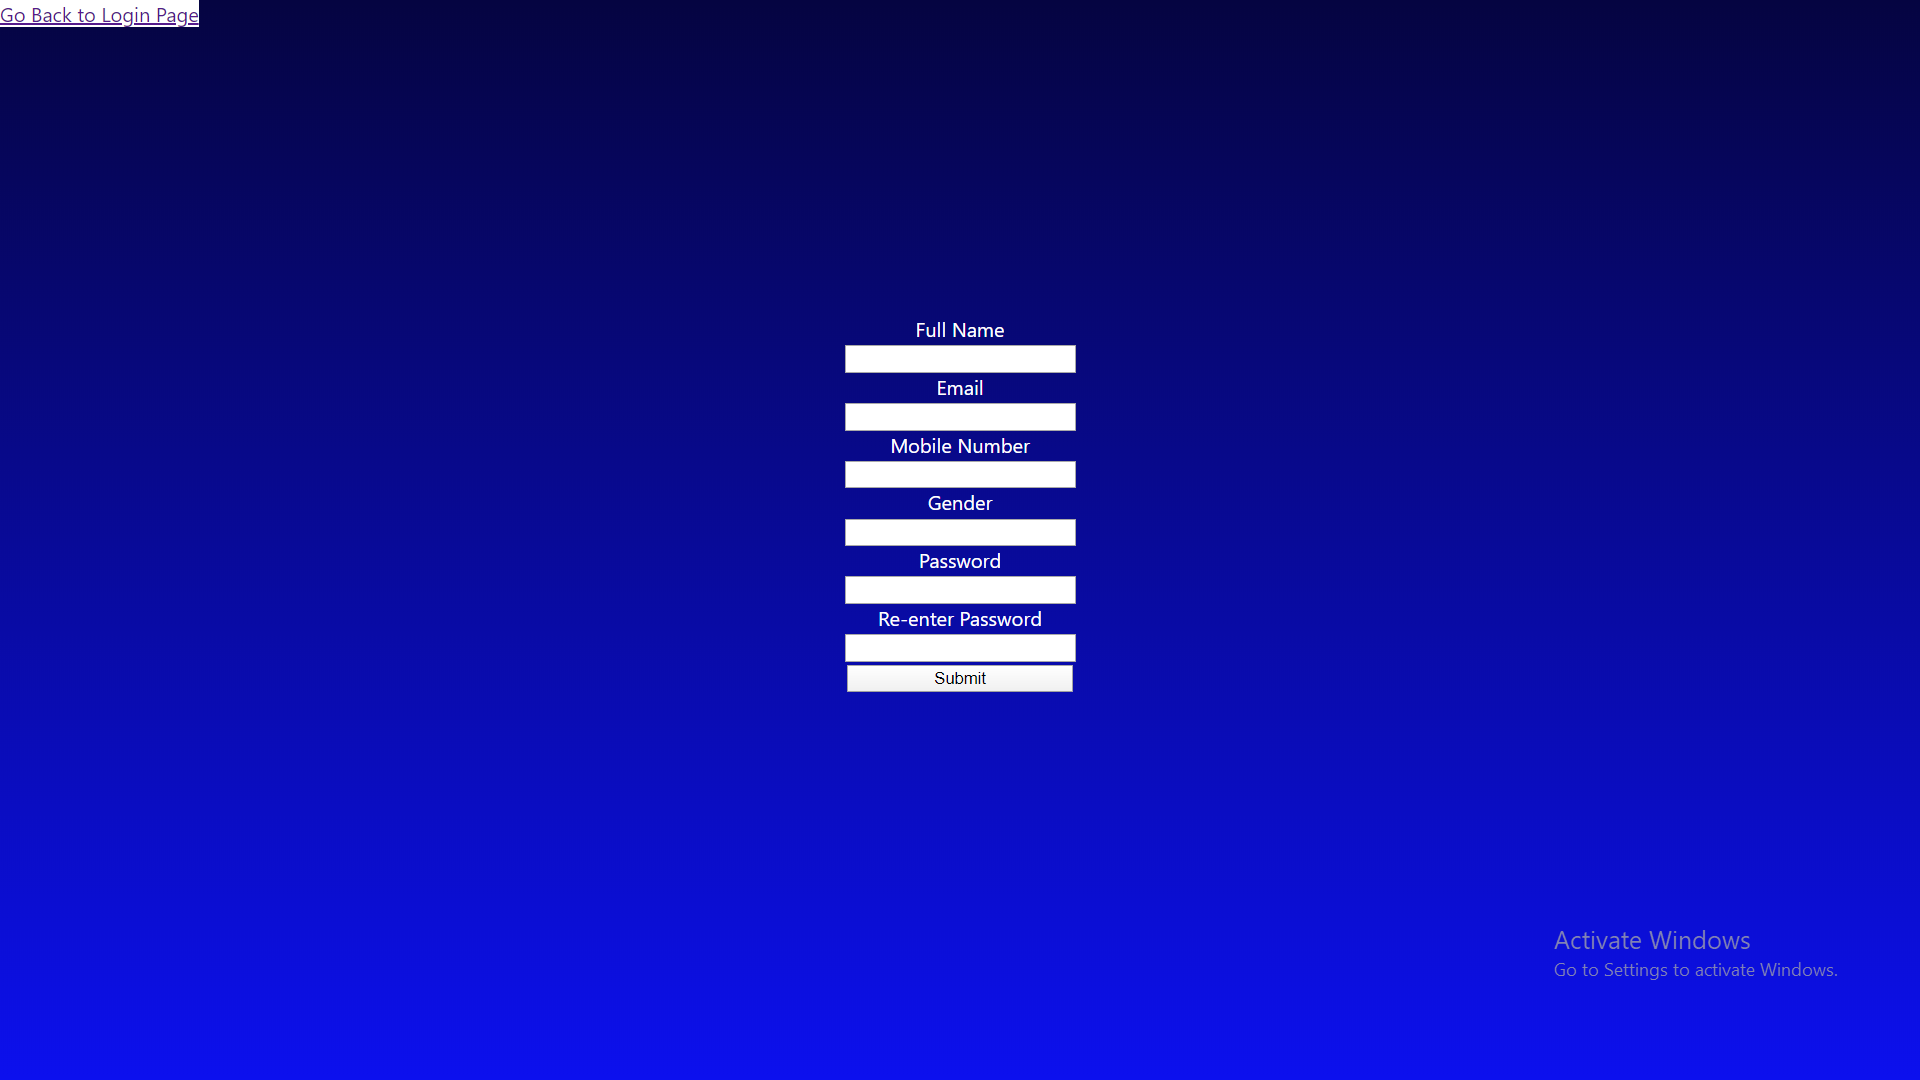 Go Back to Login Page
Full Name
Email
Mobile Number
Gender
Password
Re-enter Password
Submit
Activate Windows
Go to Settings to activate Windows.